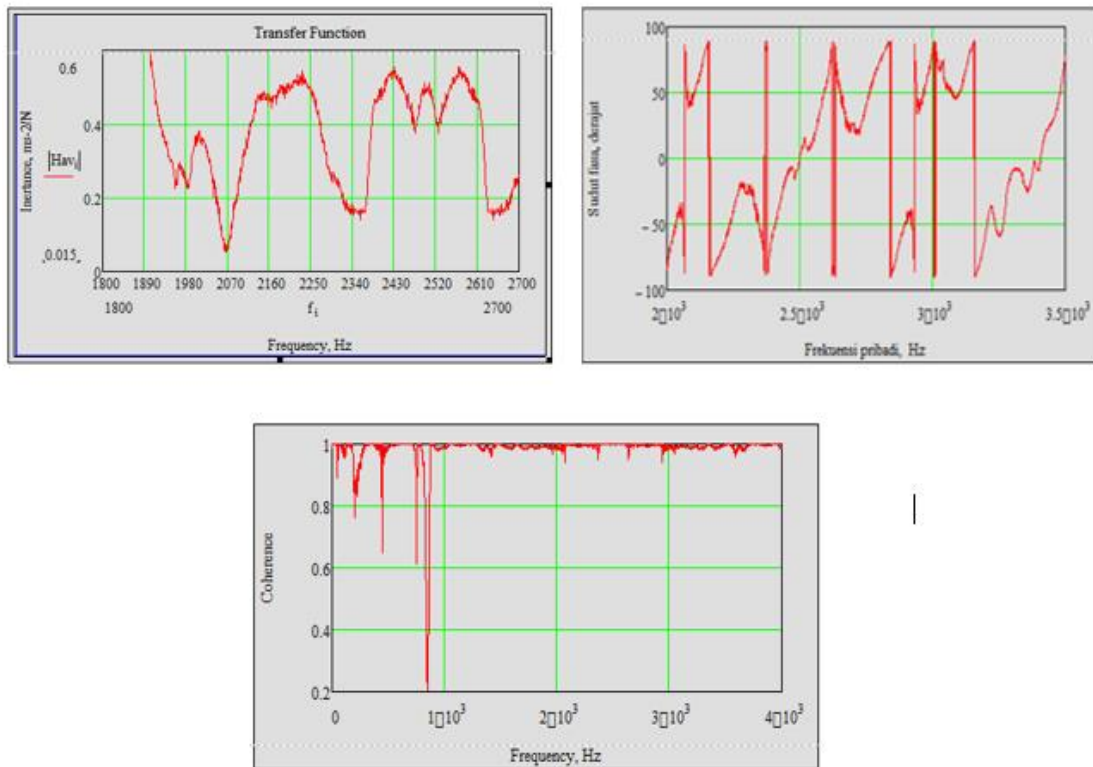 Transfer Function
0.6
0.4
0.2
0
|Hav i|
,0.015,
Inertance, ms-2/N
1800 1890 1980 2070 2160 2250 2340 2430 2520 2610 2700
1800 f i 2700
Frequency, Hz
100
50
0
−50
−100
Sudut fasa, derajat
2▯10³ 2.5▯10³ 3▯10³ 3.5▯10³
Frekuensi pribadi, Hz
1
0.8
0.6
0.4
0.2
Coherence
0 1▯10³ 2▯10³ 3▯10³ 4▯10³
Frequency, Hz